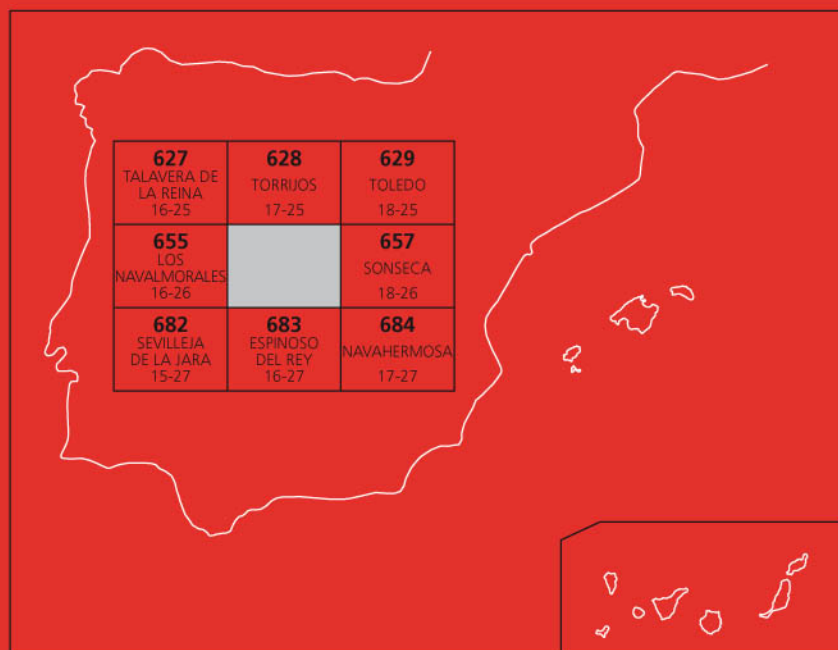 627
TALAVERA DE
LA REINA
16-25
628
TORRIJOS
17-25
629
TOLEDO
18-25
655
LOS
NAVALMORALES
16-26
657
SONSECA
18-26
682
SEVILLEJA
DE LA JARA
15-27
683
ESPINOSO
DEL REY
16-27
684
NAVAHERMOSA
17-27